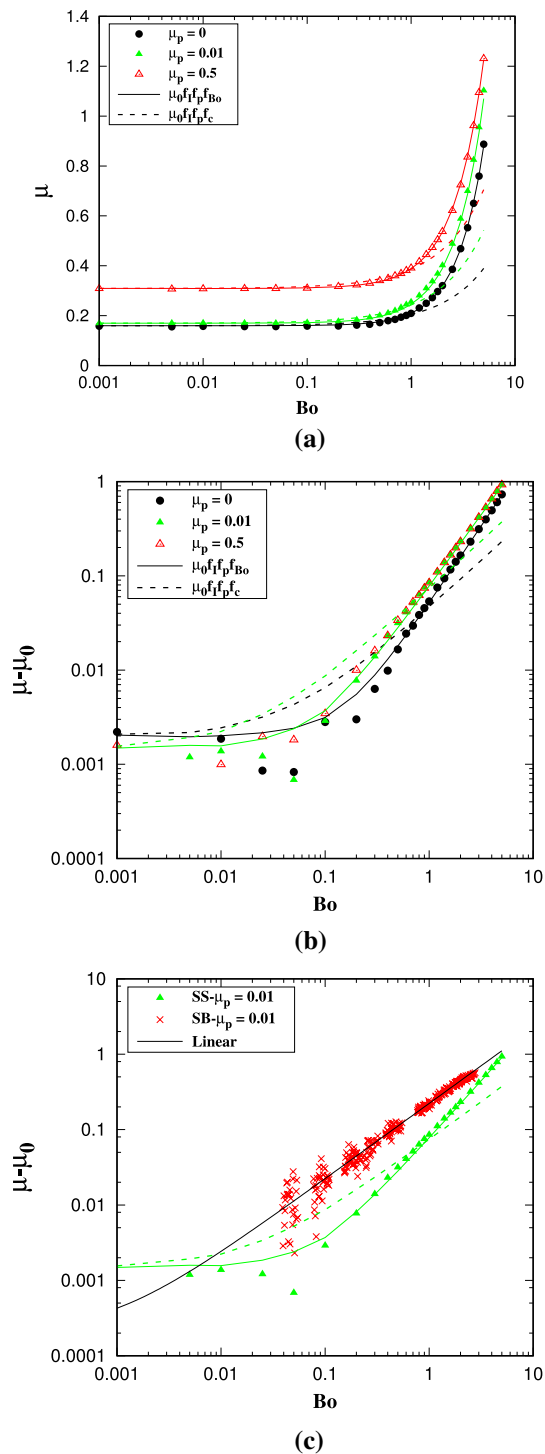 μp = 0
μp = 0.01
μp = 0.5
μ0fIfpfBo
μ0fIfpfc
1.4
1.2
1
0.8
0.6
0.4
0.2
0
μ
0.001 0.01 0.1 1 10
Bo
(a)
μp = 0
μp = 0.01
μp = 0.5
μ0fIfpfBo
μ0fIfpfc
1
0.1
0.01
0.001
0.0001
μ-μ0
0.001 0.01 0.1 1 10
Bo
(b)
SS-μp = 0.01
SB-μp = 0.01
Linear
10
1
0.1
0.01
0.001
0.0001
μ-μ0
0.001 0.01 0.1 1 10
Bo
(c)